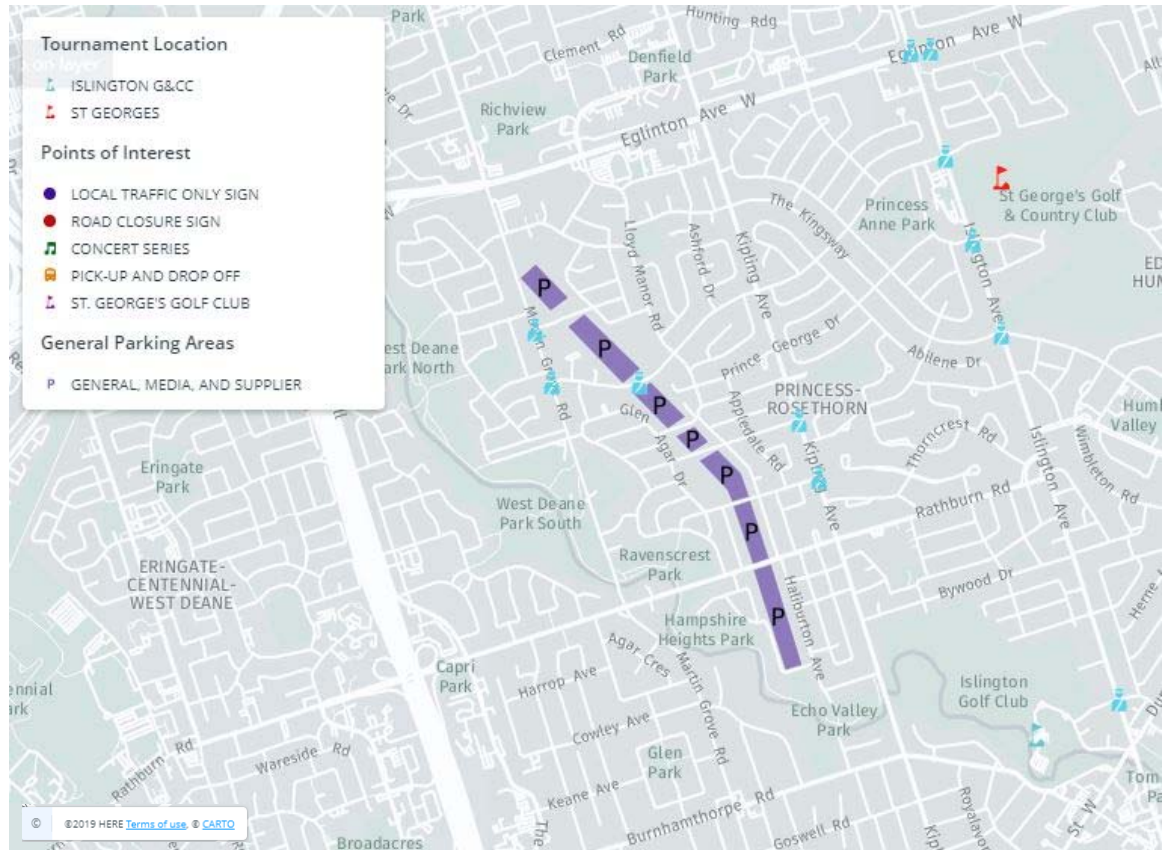 Tournament Location
on layer
ISLINGTON G&CC
ST GEORGES
Points of Interest
LOCAL TRAFFIC ONLY SIGN
ROAD CLOSURE SIGN
CONCERT SERIES
PICK-UP AND DROP OFF
ST. GEORGE'S GOLF CLUB
General Parking Areas
P GENERAL, MEDIA, AND SUPPLIER
Park
Clement Rd
Hunting Rdg
Denfield
Park
Eglinton Ave W
Richview
Park
Eglinton Ave W
Princess
Anne Park
St George's Golf
& Country Club
The Kingsway
Lloyd Manor Rd
Ashford Dr
Kipling Ave
Islington Ave
P
P
P
P
P
P
P
Prince George Dr
Abilene Dr
PRINCESS-
ROSETHORN
Glen Agar Dr
Appledale Rd
Thorncrest Rd
Islington Ave
Wimbleton Rd
Valley
Kipling Ave
Rathburn Rd
Eringate
Park
West Deane
Park South
Ravenscrest
Park
ERINGATE-
CENTENNIAL-
WEST DEANE
Haliburton Ave
Bywood Dr
Hampshire
Heights Park
Agar Cres
Martin Grove Rd
Capri
Park
Harrop Ave
Islington
Golf Club
Echo Valley
Park
Cowley Ave
Glen
Park
Rathburn Rd
Wareside Rd
Keane Ave
Burnhamthorpe Rd
Goswell Rd
The
St W
Broadacres
© ©2019 HERE Terms of use, © CARTO